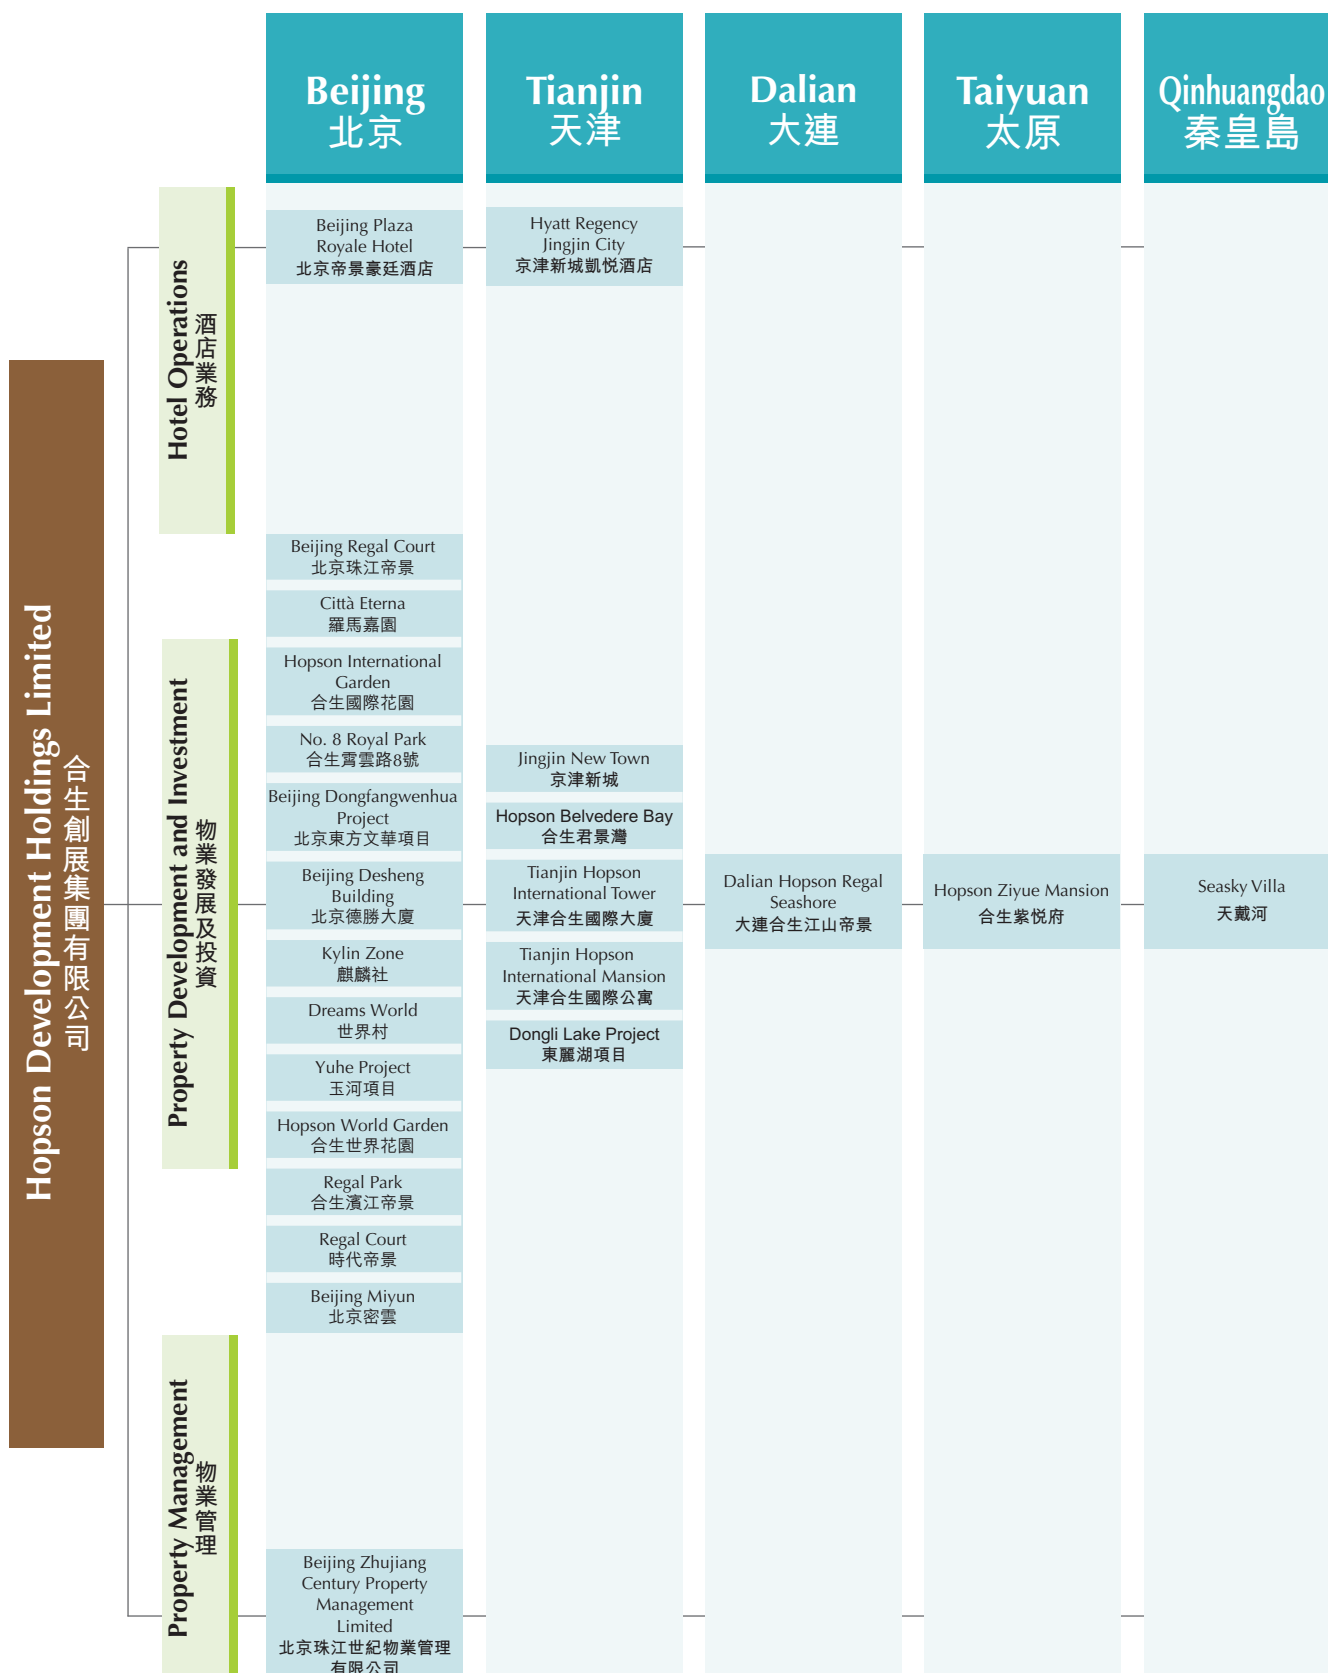 Beijing
北京
Tianjin
天津
Dalian
大連
Taiyuan
太原
Qinhuangdao
秦皇島
Hopson Development Holdings Limited
合生創展集團有限公司
Hotel Operations
酒店業務
Beijing Plaza
Royale Hotel
北京帝景豪廷酒店
Hyatt Regency
Jingjin City
京津新城凱悦酒店
Property Development and Investment
物業發展及投資
Beijing Regal Court
北京珠江帝景
Città Eterna
羅馬嘉園
Hopson International
Garden
合生國際花園
No. 8 Royal Park
合生霄雲路8號
Beijing Dongfangwenhua
Project
北京東方文華項目
Beijing Desheng
Building
北京德勝大廈
Kylin Zone
麒麟社
Dreams World
世界村
Yuhe Project
玉河項目
Hopson World Garden
合生世界花園
Regal Park
合生濱江帝景
Regal Court
時代帝景
Beijing Miyun
北京密雲
Jingjin New Town
京津新城
Hopson Belvedere Bay
合生君景灣
Tianjin Hopson
International Tower
天津合生國際大廈
Tianjin Hopson
International Mansion
天津合生國際公寓
Dongli Lake Project
東麗湖項目
Dalian Hopson Regal
Seashore
大連合生江山帝景
Hopson Ziyue Mansion
合生紫悦府
Seasky Villa
天戴河
Property Management
物業管理
Beijing Zhujiang
Century Property
Management
Limited
北京珠江世紀物業管理
有限公司